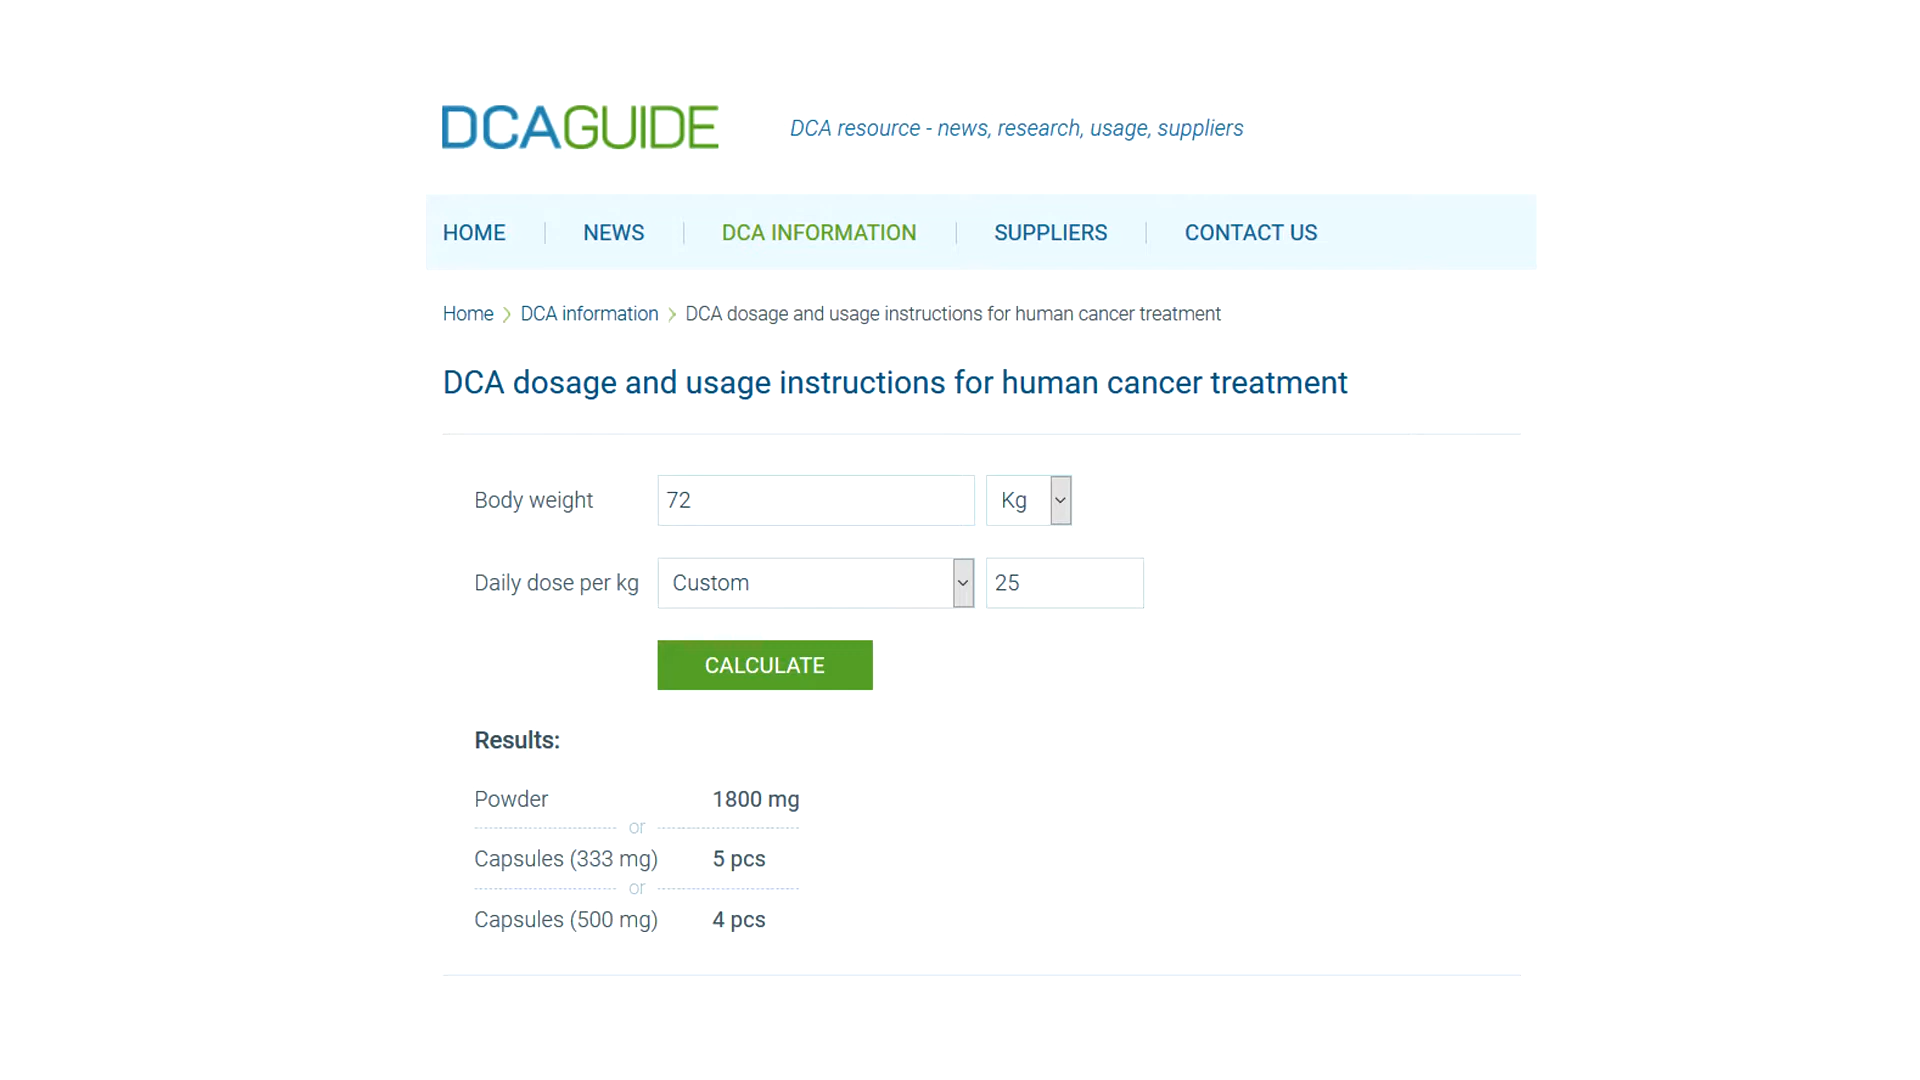 DCAGUIDE
DCA resource - news, research, usage, suppliers
HOME NEWS DCA INFORMATION SUPPLIERS CONTACT US
Home > DCA information > DCA dosage and usage instructions for human cancer treatment
DCA dosage and usage instructions for human cancer treatment
Body weight 72 Kg
Daily dose per kg Custom 25
CALCULATE
Results:
Powder 1800 mg
or
Capsules (333 mg) 5 pcs
or
Capsules (500 mg) 4 pcs